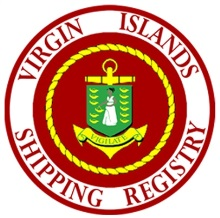 VIRGIN ISLANDS
VIGILATE
SHIPPING REGISTRY